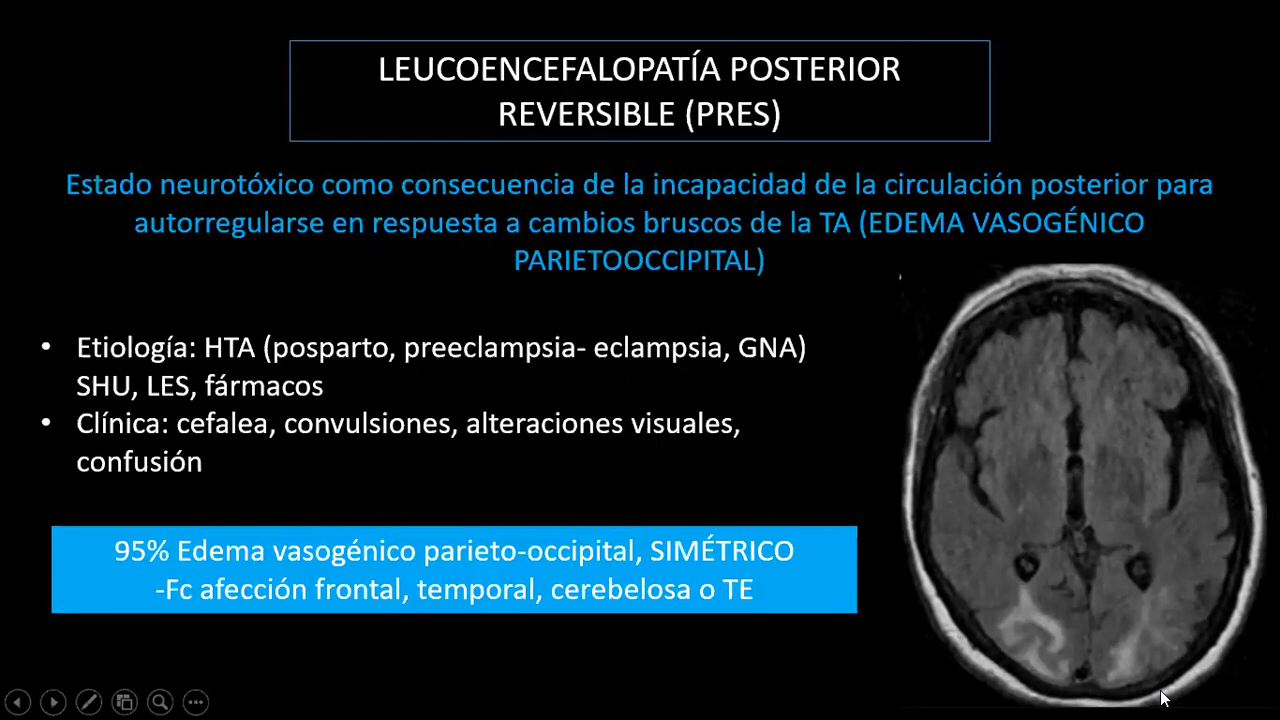 LEUCOENCEFALOPATÍA POSTERIOR
REVERSIBLE (PRES)
Estado neurotóxico como consecuencia de la incapacidad de la circulación posterior para
autorregularse en respuesta a cambios bruscos de la TA (EDEMA VASOGÉNICO
PARIETOOCCIPITAL)
• Etiología: HTA (posparto, preeclampsia- eclampsia, GNA)
SHU, LES, fármacos
• Clínica: cefalea, convulsiones, alteraciones visuales,
confusión
95% Edema vasogénico parieto-occipital, SIMÉTRICO
-Fc afección frontal, temporal, cerebelosa o TE